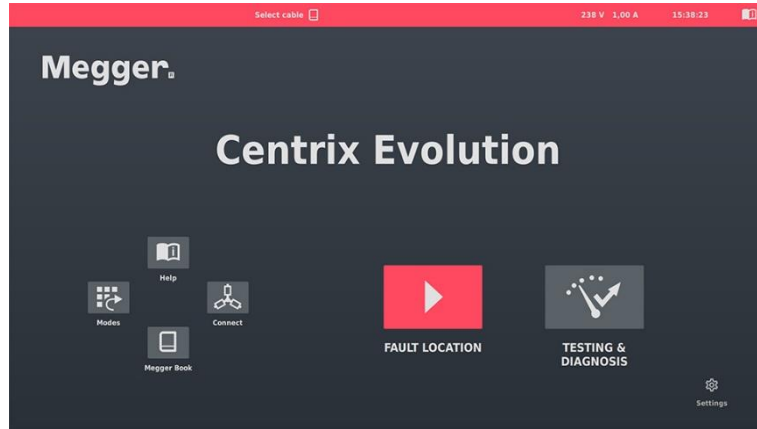 Select cable
238 V 1,00 A 15:38:23
Megger
Centrix Evolution
Help
Modes
Connect
Megger Book
FAULT LOCATION
TESTING &
DIAGNOSIS
Settings